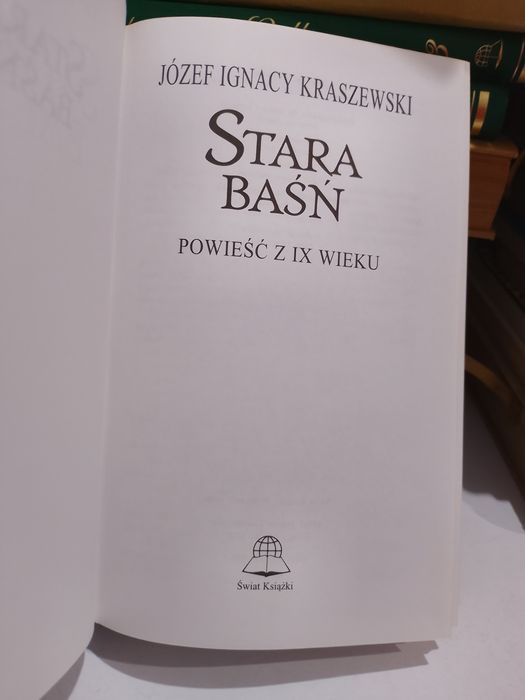 JÓZEF IGNACY KRASZEWSKI
STARA
BAŚŃ
POWIEŚĆ Z IX WIEKU
Świat Książki